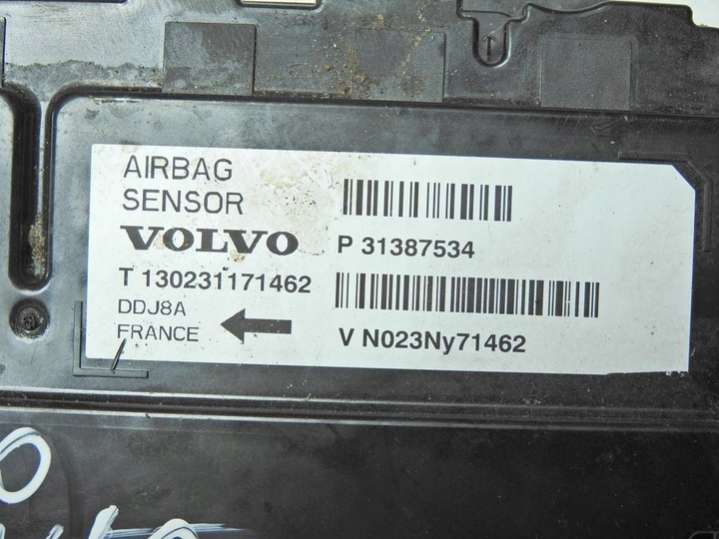 AIRBAG
SENSOR
VOLVO
P 31387534
T 130231171462
DDJ8A
FRANCE
V N023Ny71462